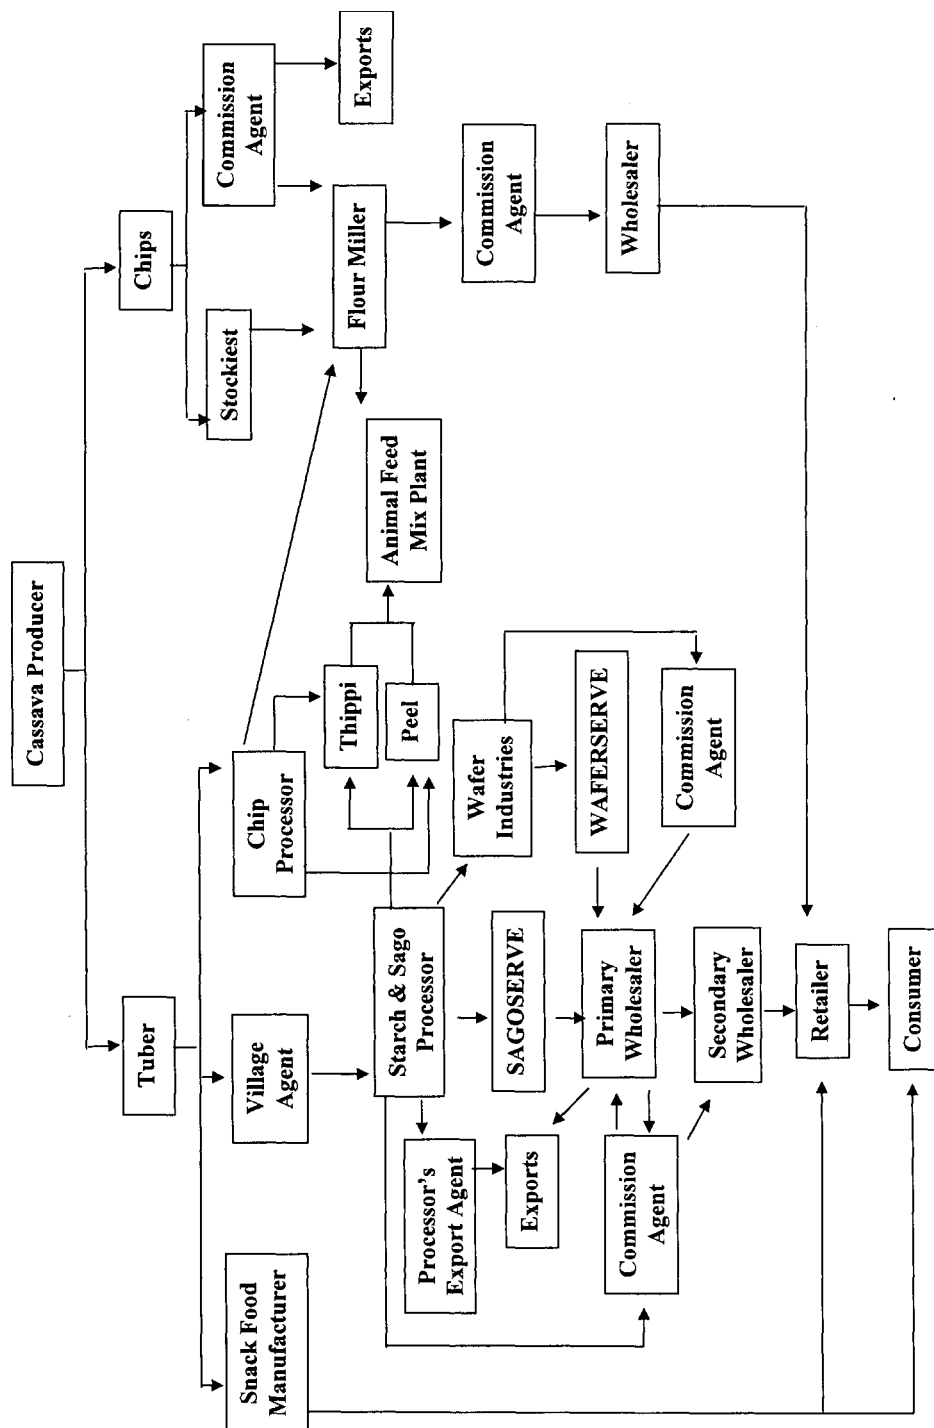 Cassava Producer
Tuber
Chips
Snack Food
Manufacturer
Village
Agent
Chip
Processor
Stockiest
Commission
Agent
Starch & Sago
Processor
Thippi
Peel
Flour Miller
Exports
Animal Feed
Mix Plant
Processor's
Export Agent
Wafer
Industries
Commission
Agent
Exports
SAGOSERVE
WAFERSERVE
Commission
Agent
Primary
Wholesaler
Wholesaler
Commission
Agent
Secondary
Wholesaler
Retailer
Consumer